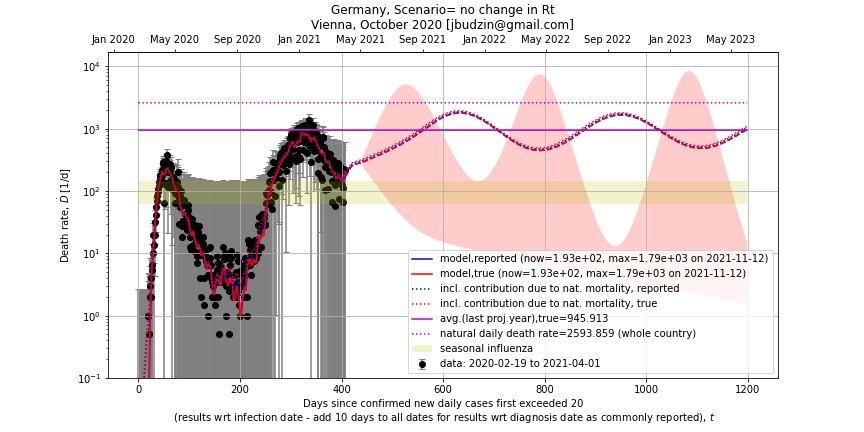 Germany, Scenario= no change in Rt
Vienna, October 2020 [jbudzin@gmail.com]
Jan 2020 May 2020 Sep 2020 Jan 2021 May 2021 Sep 2021 Jan 2022 May 2022 Sep 2022 Jan 2023 May 2023
10⁴
10³
10²
10¹
10⁰
10⁻¹
Death rate, Ḋ [1/d]
model,reported (now=1.93e+02, max=1.79e+03 on 2021-11-12)
model,true (now=1.93e+02, max=1.79e+03 on 2021-11-12)
incl. contribution due to nat. mortality, reported
incl. contribution due to nat. mortality, true
avg.(last proj.year),true=945.913
natural daily death rate=2593.859 (whole country)
seasonal influenza
data: 2020-02-19 to 2021-04-01
0 200 400 600 800 1000 1200
Days since confirmed new daily cases first exceeded 20
(results wrt infection date - add 10 days to all dates for results wrt diagnosis date as commonly reported), t